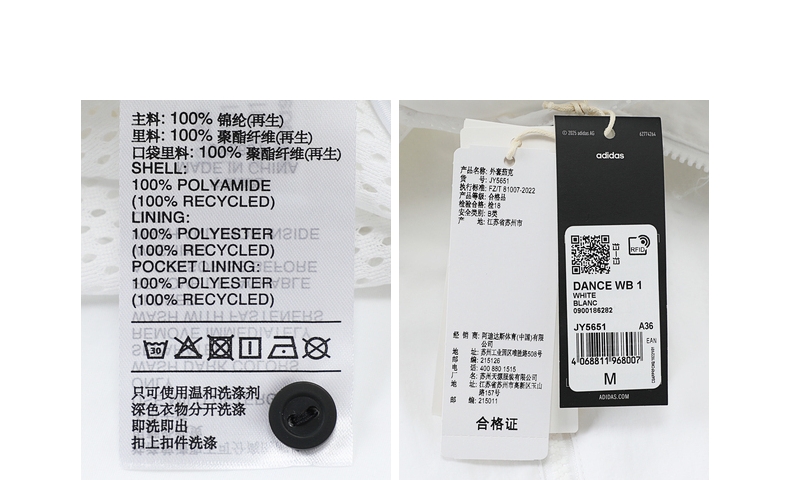 主料: 100% 锦纶(再生)
里料: 100% 聚酯纤维(再生)
口袋里料: 100% 聚酯纤维(再生)
SHELL:
100% POLYAMIDE
(100% RECYCLED)
LINING:
100% POLYESTER
(100% RECYCLED)
POCKET LINING:
100% POLYESTER
(100% RECYCLED)
30
只可使用温和洗涤剂
深色衣物分开洗涤
即洗即出
扣上扣件洗涤
产品名称: 外套茄克
货 号: JY5651
执行标准: FZ/T 81007-2022
产品等级: 合格品
检验合格: 检18
安全类别: B类
产 地: 江苏省苏州市
经 销 商: 阿迪达斯体育(中国)有限
公司
地 址: 苏州工业园区唯胜路508号
邮 编: 215126
电 话: 400 880 1515
厂 名: 苏州天源服装有限公司
地 址: 江苏省苏州市高新区玉山
路157号
邮 编: 215011
合格证
© 2025 adidas AG
adidas
RFID
DANCE WB 1
WHITE
BLANC
0900186282
JY5651 A36
EAN
4 068811 968007
M
ADIDAS.COM